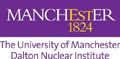 MANCHESTER
1824
The University of Manchester
Dalton Nuclear Institute